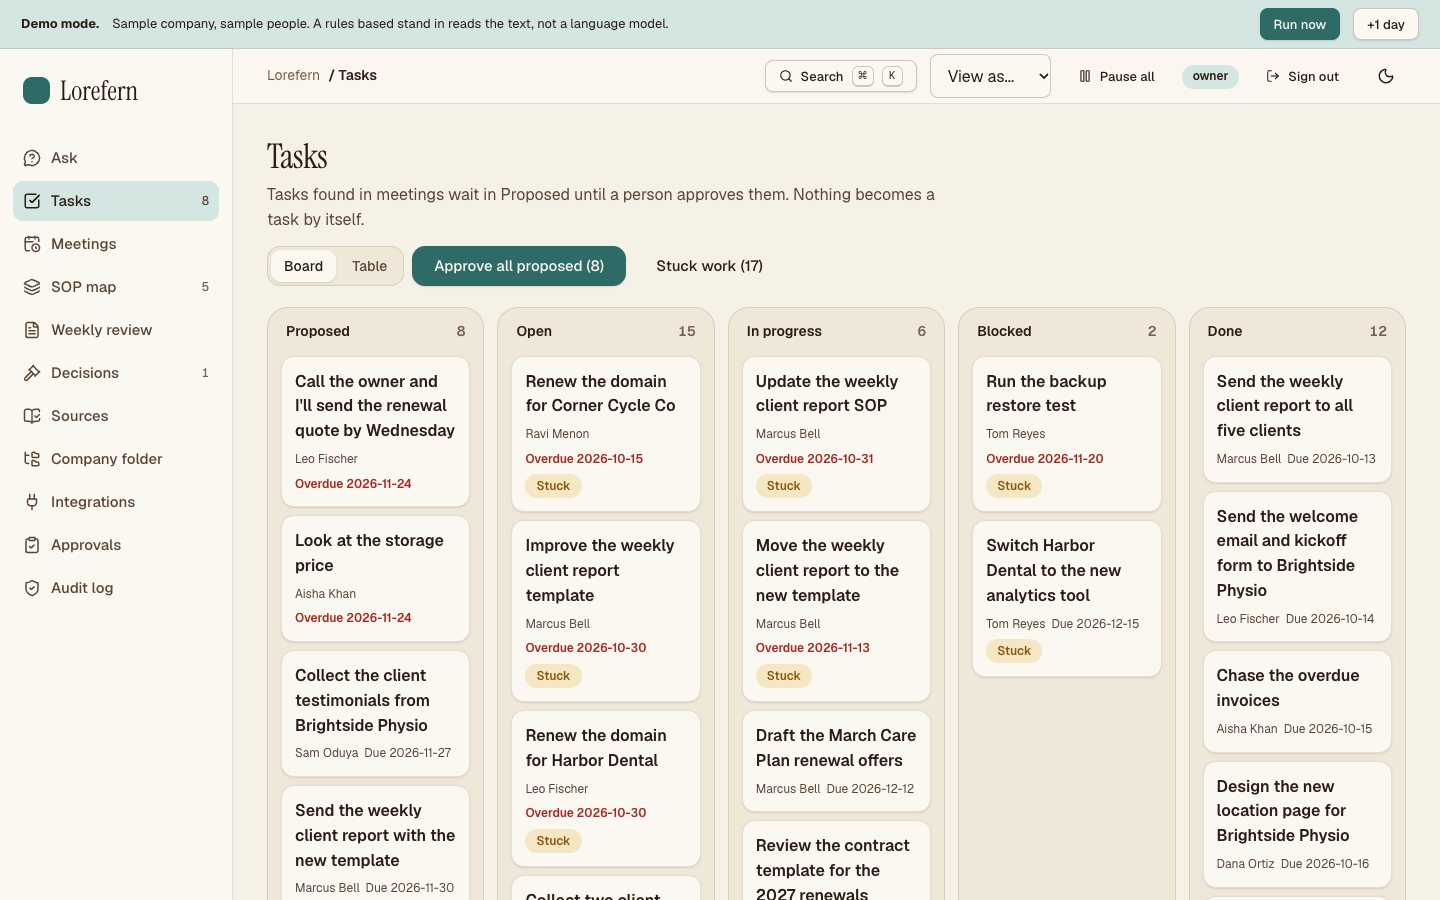 Demo mode. Sample company, sample people. A rules based stand in reads the text, not a language model.
Run now
+1 day
Lorefern
Lorefern / Tasks
Search ⌘ K
View as...
Pause all
owner
Sign out
Ask
Tasks 8
Meetings
SOP map 5
Weekly review
Decisions 1
Sources
Company folder
Integrations
Approvals
Audit log
Tasks
Tasks found in meetings wait in Proposed until a person approves them. Nothing becomes a
task by itself.
Board
Table
Approve all proposed (8)
Stuck work (17)
Proposed 8
Call the owner and
I'll send the renewal
quote by Wednesday
Leo Fischer
Overdue 2026-11-24
Look at the storage
price
Aisha Khan
Overdue 2026-11-24
Collect the client
testimonials from
Brightside Physio
Sam Oduya Due 2026-11-27
Send the weekly
client report with the
new template
Marcus Bell Due 2026-11-30
Open 15
Renew the domain
for Corner Cycle Co
Ravi Menon
Overdue 2026-10-15
Stuck
Improve the weekly
client report
template
Marcus Bell
Overdue 2026-10-30
Stuck
Renew the domain
for Harbor Dental
Leo Fischer
Overdue 2026-10-30
Stuck
Collect two client
In progress 6
Update the weekly
client report SOP
Marcus Bell
Overdue 2026-10-31
Stuck
Move the weekly
client report to the
new template
Marcus Bell
Overdue 2026-11-13
Stuck
Draft the March Care
Plan renewal offers
Marcus Bell Due 2026-12-12
Review the contract
template for the
2027 renewals
Blocked 2
Run the backup
restore test
Tom Reyes
Overdue 2026-11-20
Stuck
Switch Harbor
Dental to the new
analytics tool
Tom Reyes Due 2026-12-15
Stuck
Done 12
Send the weekly
client report to all
five clients
Marcus Bell Due 2026-10-13
Send the welcome
email and kickoff
form to Brightside
Physio
Leo Fischer Due 2026-10-14
Chase the overdue
invoices
Aisha Khan Due 2026-10-15
Design the new
location page for
Brightside Physio
Dana Ortiz Due 2026-10-16